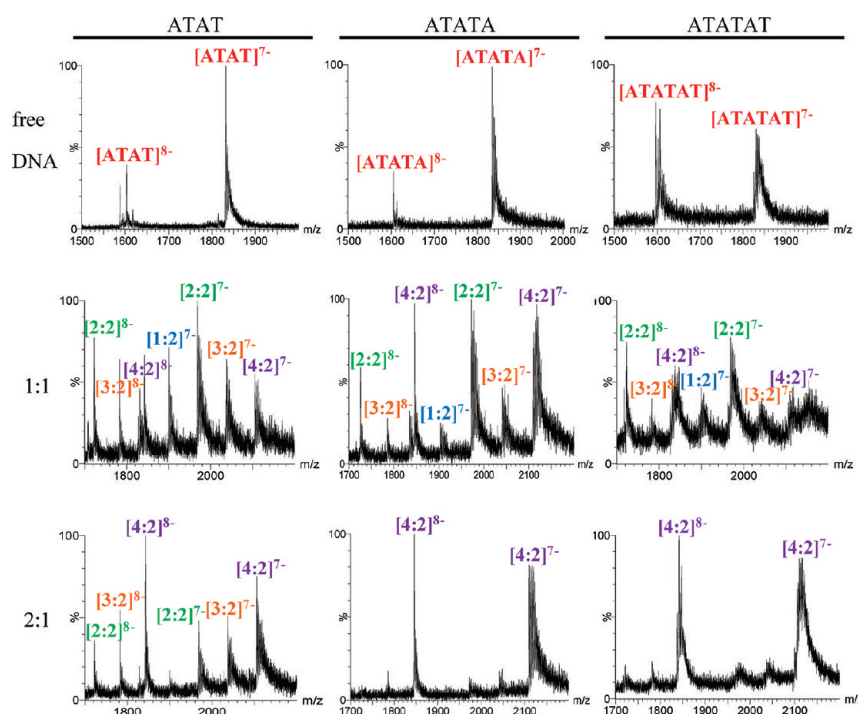 ATAT ATATA ATATAT
free DNA
[ATAT]8- [ATAT]7-
100 % 0
1500 1600 1700 1800 1900 m/z
[ATATA]8- [ATATA]7-
100 % 0
1500 1600 1700 1800 1900 2000 m/z
[ATATAT]8- [ATATAT]7-
100 % 0
1500 1600 1700 1800 1900 m/z
1:1
[2:2]8- [3:2]8- [4:2]8- [1:2]7- [2:2]7- [3:2]7- [4:2]7-
100 % 0
1800 2000 m/z
[2:2]8- [3:2]8- [4:2]8- [1:2]7- [2:2]7- [3:2]7- [4:2]7-
100 % 0
1700 1800 1900 2000 2100 2200 m/z
[2:2]8- [3:2]8- [4:2]8- [1:2]7- [2:2]7- [3:2]7- [4:2]7-
100 % 0
1800 2000 m/z
2:1
[2:2]8- [3:2]8- [4:2]8- [2:2]7- [3:2]7- [4:2]7-
100 % 0
1800 2000 m/z
[4:2]8- [4:2]7-
100 % 0
1700 1800 1900 2000 2100 m/z
[4:2]8- [4:2]7-
100 % 0
1700 1800 1900 2000 2100 m/z